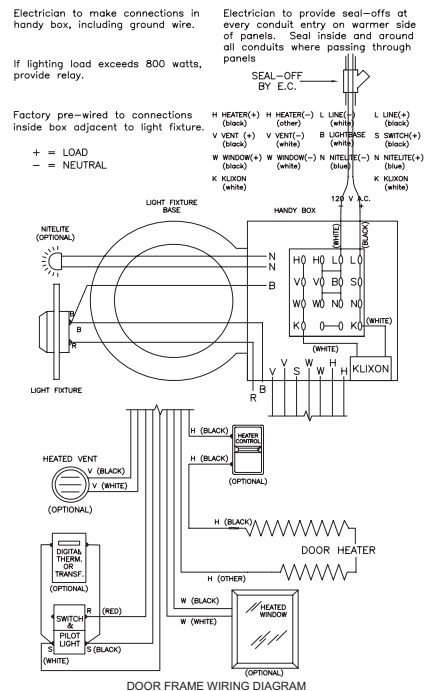 Electrician to make connections in
handy box, including ground wire.
If lighting load exceeds 800 watts,
provide relay.
Factory pre-wired to connections
inside box adjacent to light fixture.
+ = LOAD
- = NEUTRAL
Electrician to provide seal-offs at
every conduit entry on warmer side
of panels. Seal inside and around
all conduits where passing through
panels
SEAL-OFF
BY E.C.
H HEATER(+) H HEATER(-) L LINE(-) L LINE(+)
(black) (other) (white) (black)
V VENT (+) V VENT(-) B LIGHTBASE S SWITCH(+)
(black) (white) (white) (black)
W WINDOW(+) W WINDOW(-) N NITELITE(-) N NITELITE(+)
(black) (white) (blue) (blue)
K KLIXON K KLIXON
(white) (white)
120 V A.C.
- +
LIGHT FIXTURE
BASE
HANDY BOX
(WHITE)
(BLACK)
NITELITE
(OPTIONAL)
N
N
B
H H L L
V V B S
W W N N
K K
(WHITE)
(WHITE)
KLIXON
B
B
R
LIGHT FIXTURE
R B V V S W W H H
H (BLACK)
HEATER
CONTROL
H (BLACK)
(OPTIONAL)
HEATED VENT
V (BLACK)
V (WHITE)
(OPTIONAL)
H (BLACK)
DOOR HEATER
H (OTHER)
DIGITAL
THERM.
OR
TRANSF.
(OPTIONAL)
W (BLACK)
W (WHITE)
HEATED
WINDOW
(OPTIONAL)
R (RED)
SWITCH
&
PILOT
LIGHT
S
(WHITE)
S (BLACK)
DOOR FRAME WIRING DIAGRAM